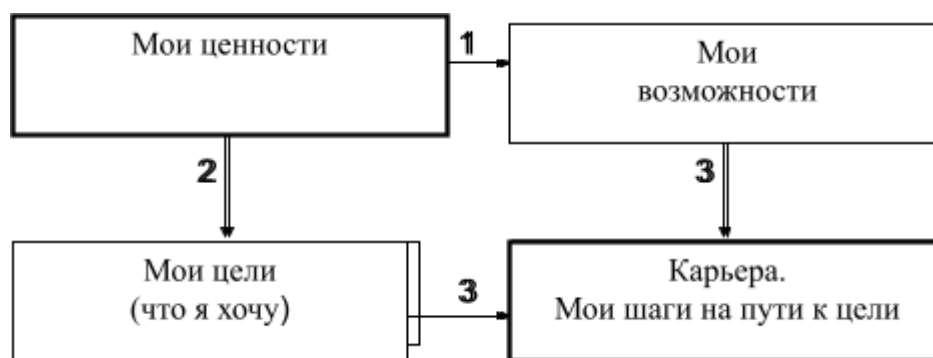 Мои ценности
1
Мои
возможности
2
3
Мои цели
(что я хочу)
3
Карьера.
Мои шаги на пути к цели